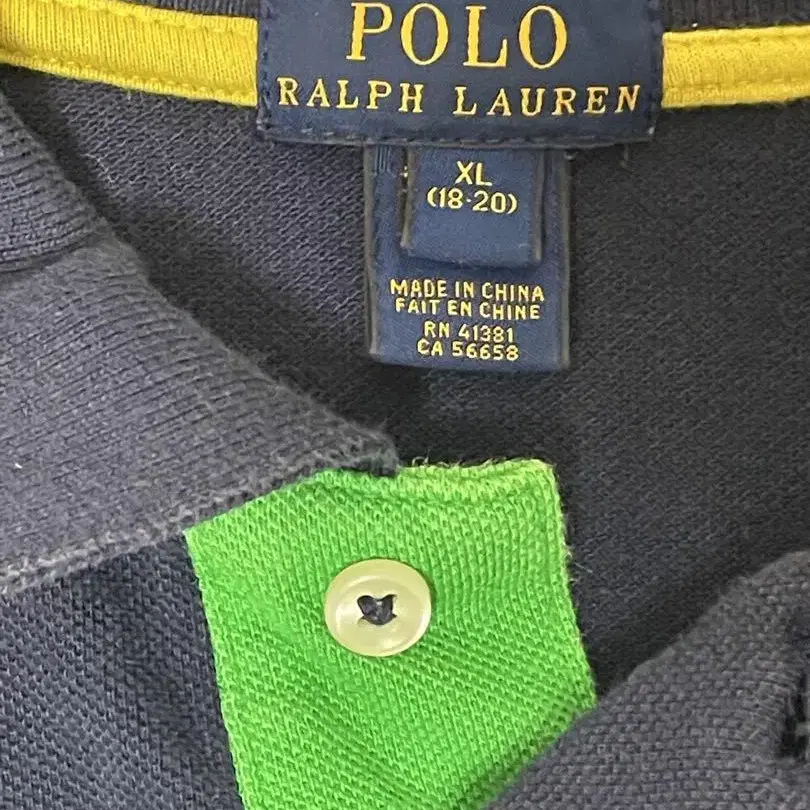 POLO
RALPH LAUREN
XL
(18-20)
MADE IN CHINA
FAIT EN CHINE
RN 41381
CA 56658